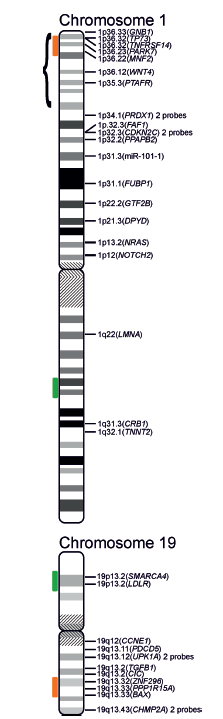 Chromosome 1
1p36.33(GNB1)
1p36.32(TP73)
1p36.32(TNFRSF14)
1p36.23(PARK7)
1p36.22(MNF2)
1p36.12(WNT4)
1p35.3(PTAFR)
1p34.1(PRDX1) 2 probes
1p.32.3(FAF1)
1p32.3(CDKN2C) 2 probes
1p32.2(PPAPB2)
1p31.3(miR-101-1)
1p31.1(FUBP1)
1p22.2(GTF2B)
1p21.3(DPYD)
1p13.2(NRAS)
1p12(NOTCH2)
1q22(LMNA)
1q31.3(CRB1)
1q32.1(TNNT2)
Chromosome 19
19p13.2(SMARCA4)
19p13.2(LDLR)
19q12(CCNE1)
19q13.11(PDCD5)
19q13.12(UPK1A) 2 probes
19q13.2(TGFB1)
19q13.2(CIC)
19q13.32(ZNF296)
19q13.33(PPP1R15A)
19q13.33(BAX)
19q13.43(CHMP2A) 2 probes